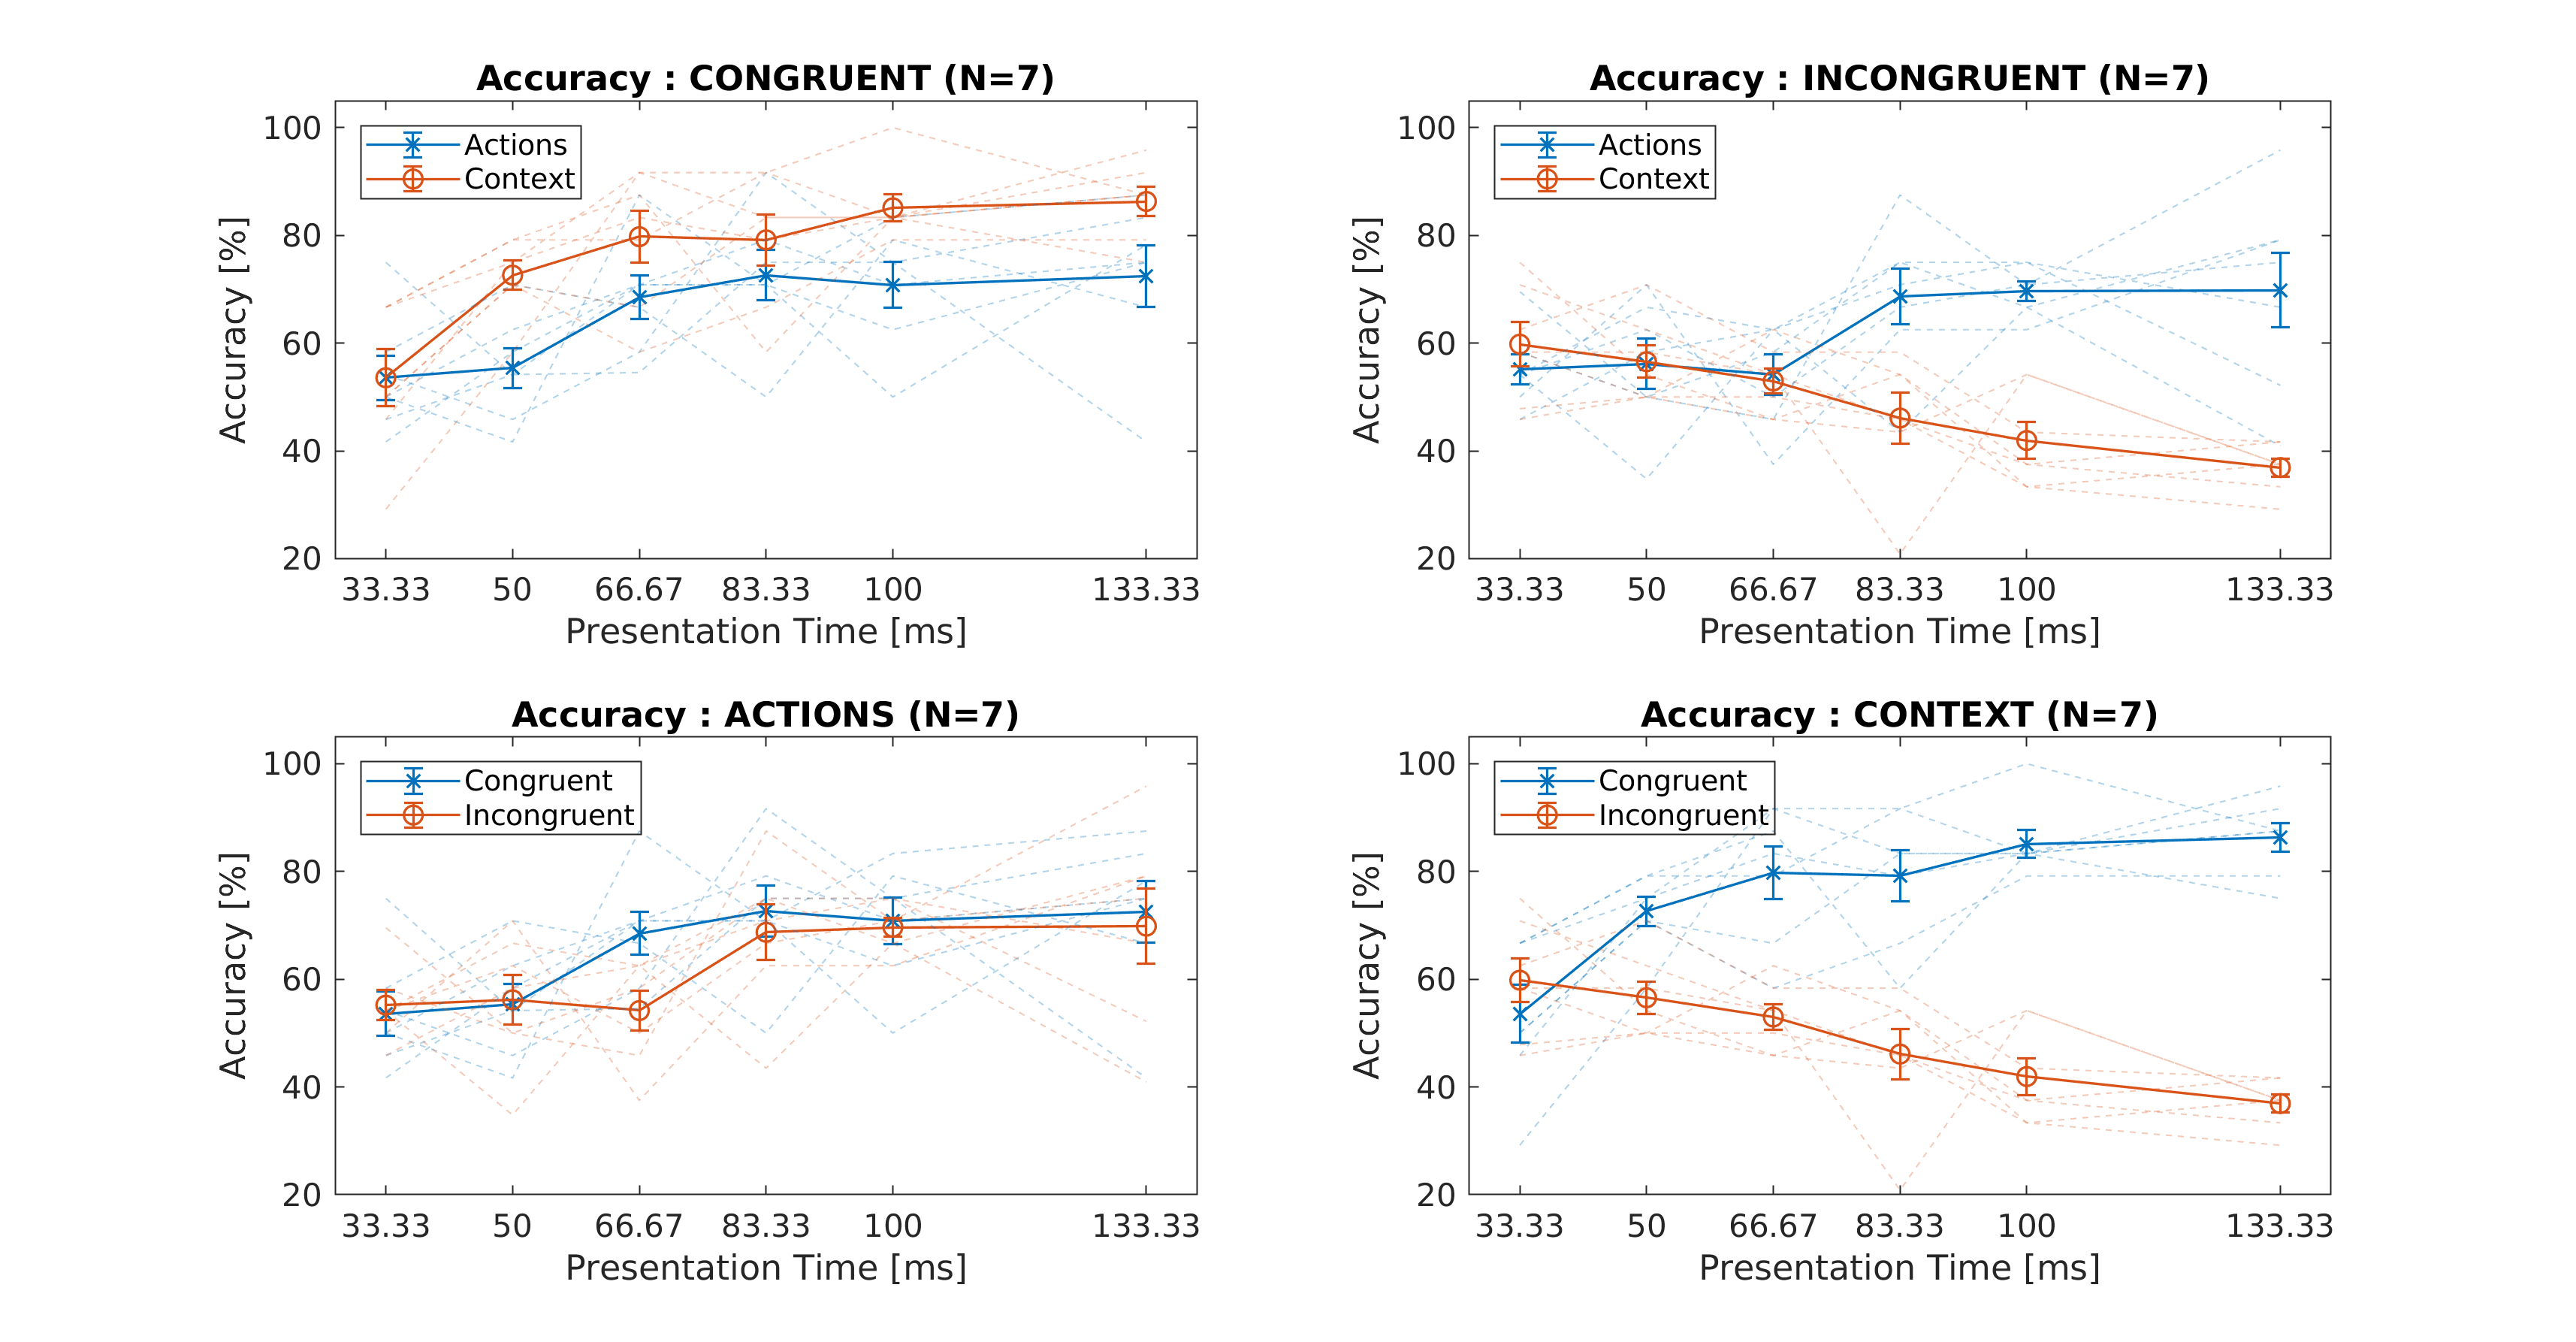 Accuracy : CONGRUENT (N=7)
Accuracy [%]
100
80
60
40
20
Actions
Context
33.33 50 66.67 83.33 100 133.33
Presentation Time [ms]
Accuracy : INCONGRUENT (N=7)
Accuracy [%]
100
80
60
40
20
Actions
Context
33.33 50 66.67 83.33 100 133.33
Presentation Time [ms]
Accuracy : ACTIONS (N=7)
Accuracy [%]
100
80
60
40
20
Congruent
Incongruent
33.33 50 66.67 83.33 100 133.33
Presentation Time [ms]
Accuracy : CONTEXT (N=7)
Accuracy [%]
100
80
60
40
20
Congruent
Incongruent
33.33 50 66.67 83.33 100 133.33
Presentation Time [ms]